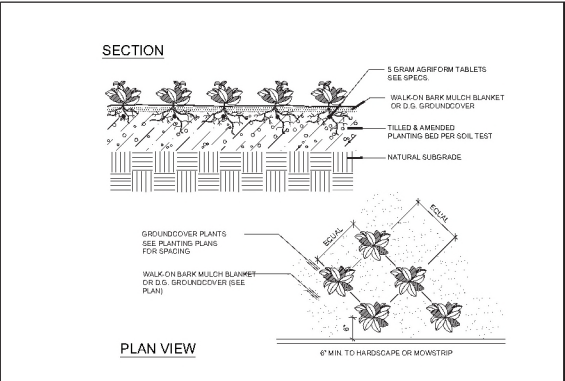 SECTION
5 GRAM AGRIFORM TABLETS
SEE SPECS.
WALK-ON BARK MULCH BLANKET
OR D.G. GROUNDCOVER
TILLED & AMENDED
PLANTING BED PER SOIL TEST
NATURAL SUBGRADE
EQUAL
EQUAL
GROUNDCOVER PLANTS
SEE PLANTING PLANS
FOR SPACING
WALK-ON BARK MULCH BLANKET
OR D.G. GROUNDCOVER (SEE
PLAN)
6"
PLAN VIEW
6" MIN. TO HARDSCAPE OR MOWSTRIP